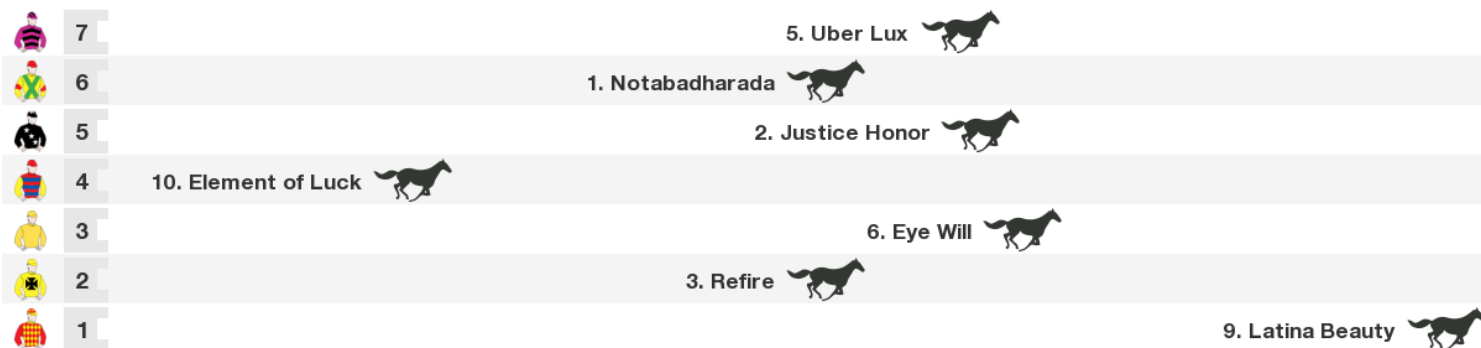 7 5. Uber Lux
6 1. Notabadharada
5 2. Justice Honor
4 10. Element of Luck
3 6. Eye Will
2 3. Refire
1 9. Latina Beauty